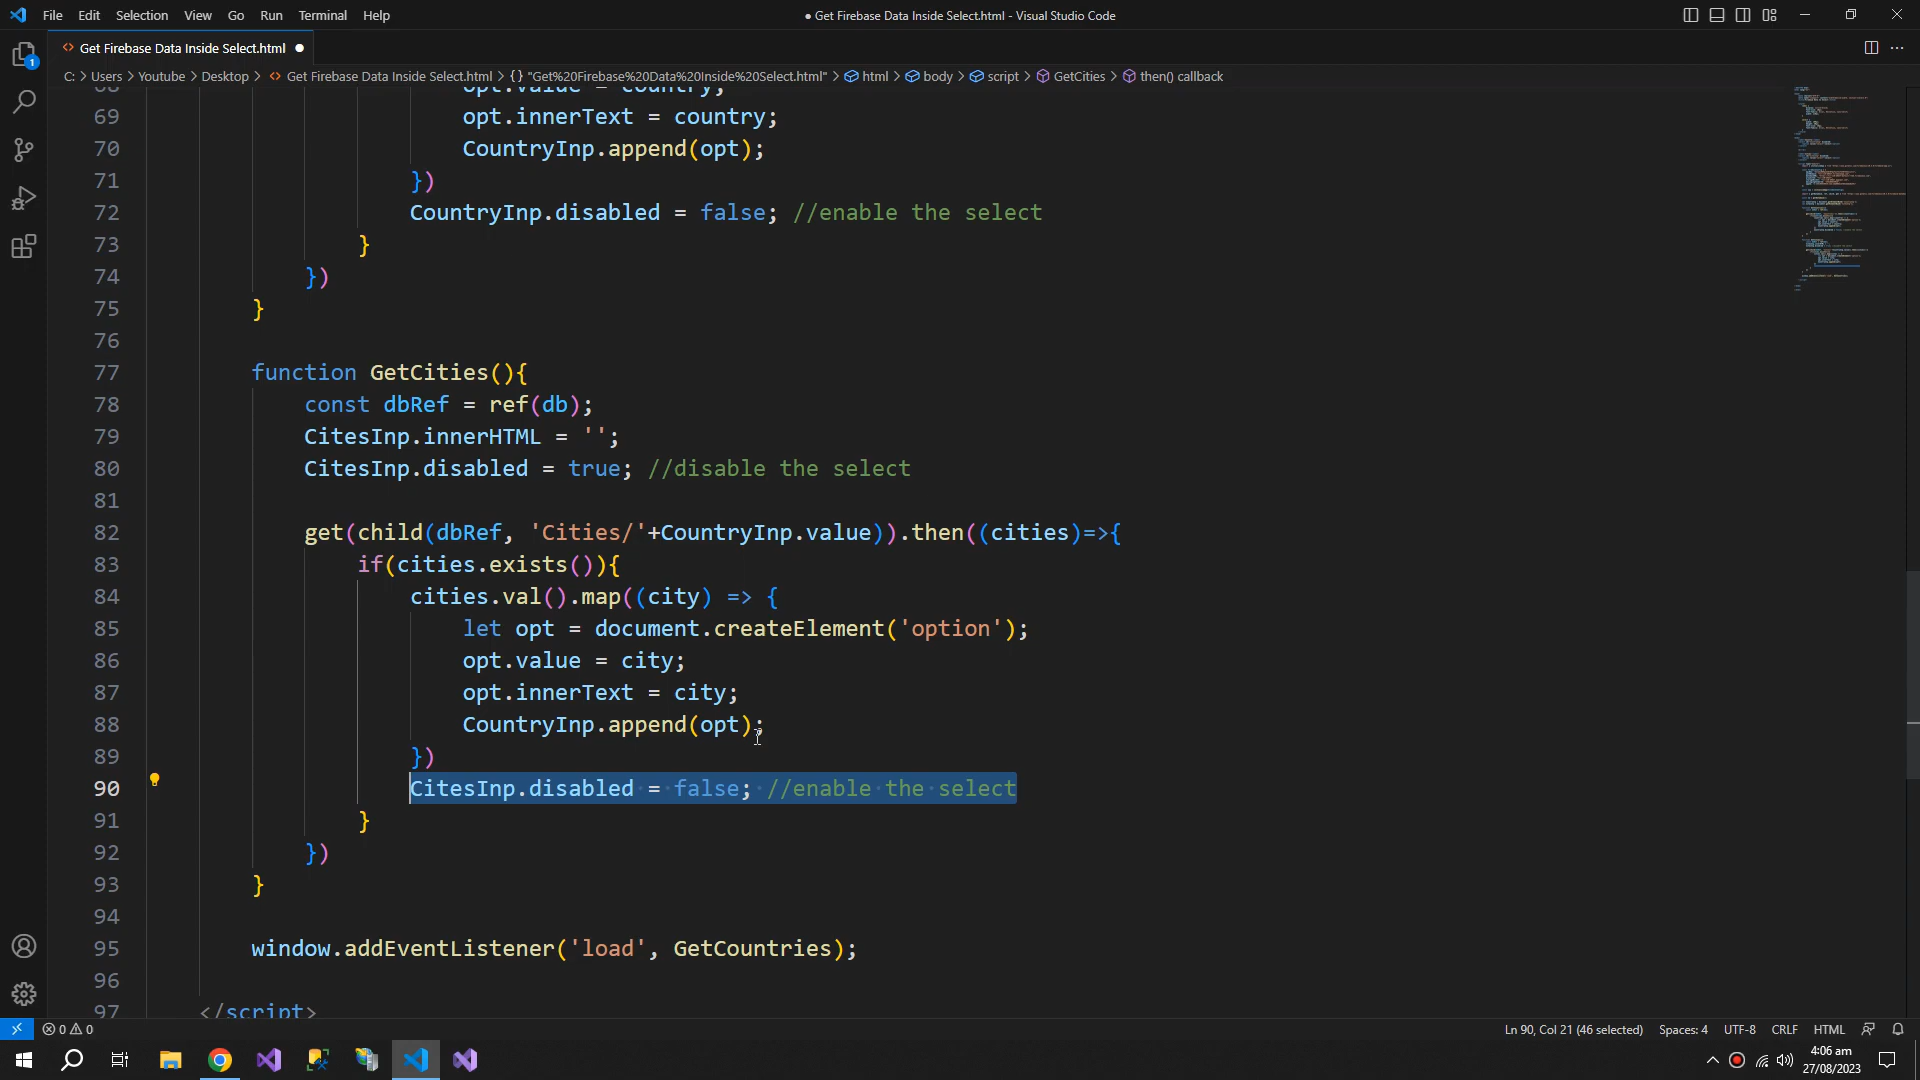 File Edit Selection View Go Run Terminal Help
● Get Firebase Data Inside Select.html - Visual Studio Code
Get Firebase Data Inside Select.html
C: > Users > Youtube > Desktop > Get Firebase Data Inside Select.html > {} "Get%20Firebase%20Data%20Inside%20Select.html" > html > body > script > GetCities > then() callback
68 opt.value = country;
69 opt.innerText = country;
70 CountryInp.append(opt);
71 })
72 CountryInp.disabled = false; //enable the select
73 }
74 })
75 }
76
77 function GetCities(){
78 const dbRef = ref(db);
79 CitesInp.innerHTML = '';
80 CitesInp.disabled = true; //disable the select
81
82 get(child(dbRef, 'Cities/'+CountryInp.value)).then((cities)=>{
83 if(cities.exists()){
84 cities.val().map((city) => {
85 let opt = document.createElement('option');
86 opt.value = city;
87 opt.innerText = city;
88 CountryInp.append(opt);
89 })
90 CitesInp.disabled = false; //enable the select
91 }
92 })
93 }
94
95 window.addEventListener('load', GetCountries);
96
97 </script>
1
0 0
Ln 90, Col 21 (46 selected) Spaces: 4 UTF-8 CRLF HTML
4:06 am
27/08/2023